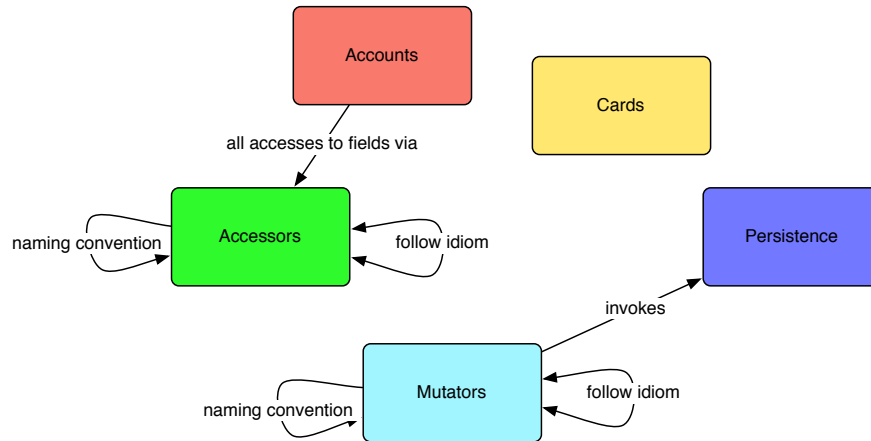 Accounts
Cards
all accesses to fields via
Accessors
naming convention
follow idiom
Persistence
invokes
Mutators
naming convention
follow idiom